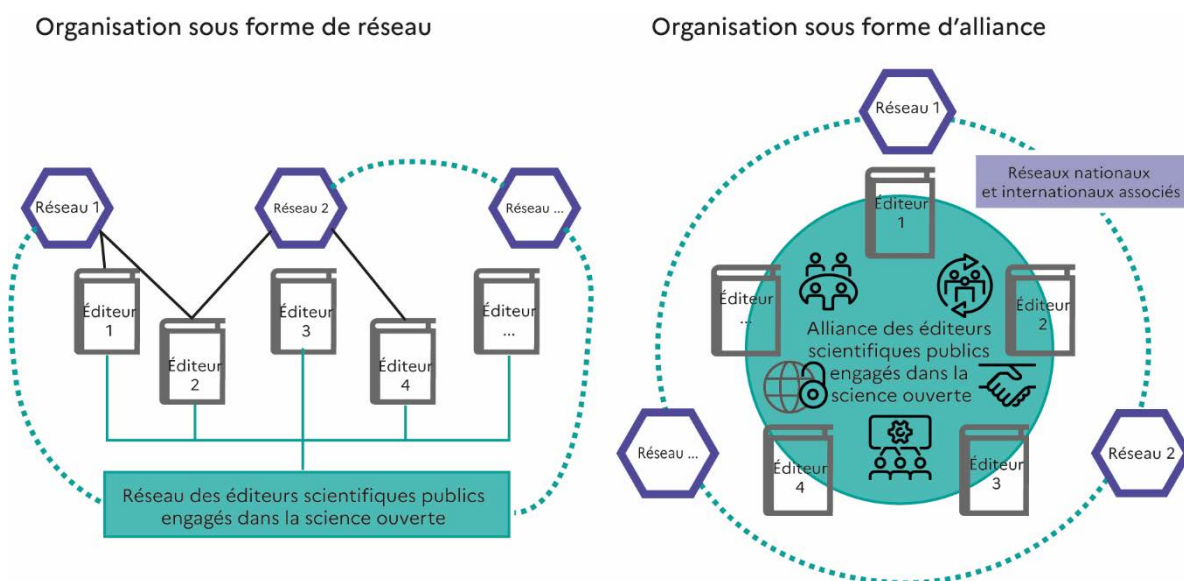 Organisation sous forme de réseau
Réseau 1
Réseau 2
Réseau ...
Éditeur
1
Éditeur
2
Éditeur
3
Éditeur
4
Éditeur
...
Réseau des éditeurs scientifiques publics
engagés dans la science ouverte
Organisation sous forme d'alliance
Réseau 1
Réseaux nationaux
et internationaux associés
Éditeur
1
Éditeur
...
Éditeur
2
Alliance des éditeurs
scientifiques publics
engagés dans la
science ouverte
Réseau ...
Réseau 2
Éditeur
4
Éditeur
3